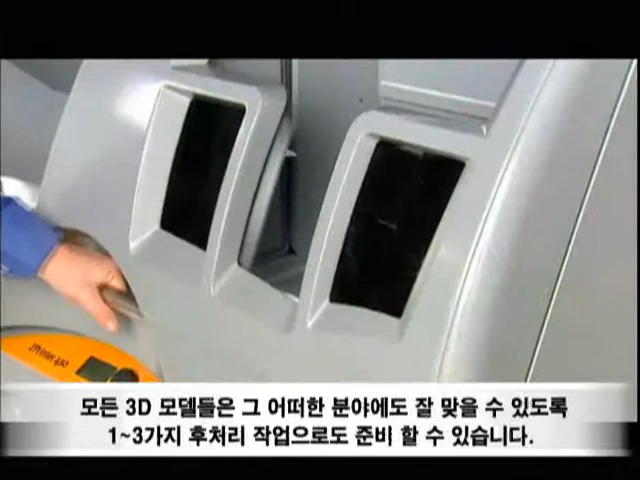 ZPrinter 450
모든 3D 모델들은 그 어떠한 분야에도 잘 맞을 수 있도록
1~3가지 후처리 작업으로도 준비 할 수 있습니다.